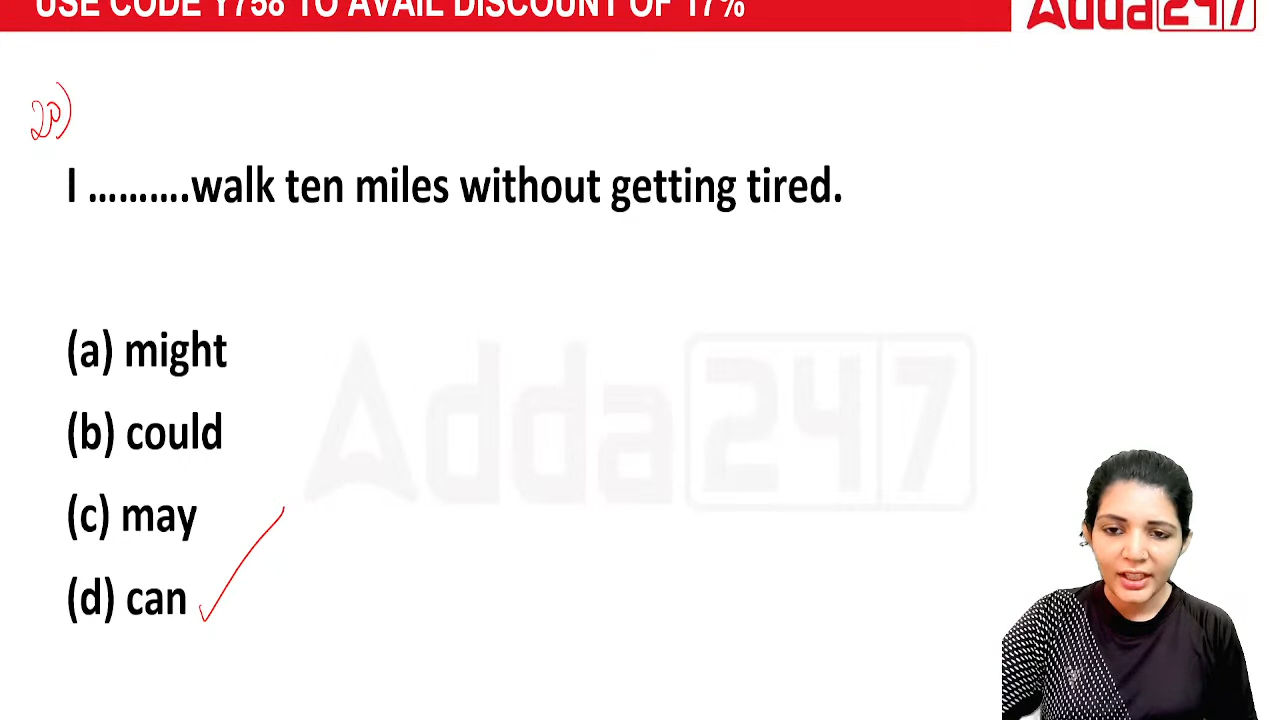 USE CODE Y758 TO AVAIL DISCOUNT OF 17%
Adda247
I ..........walk ten miles without getting tired.
Adda247
(a) might
(b) could
(c) may
(d) can